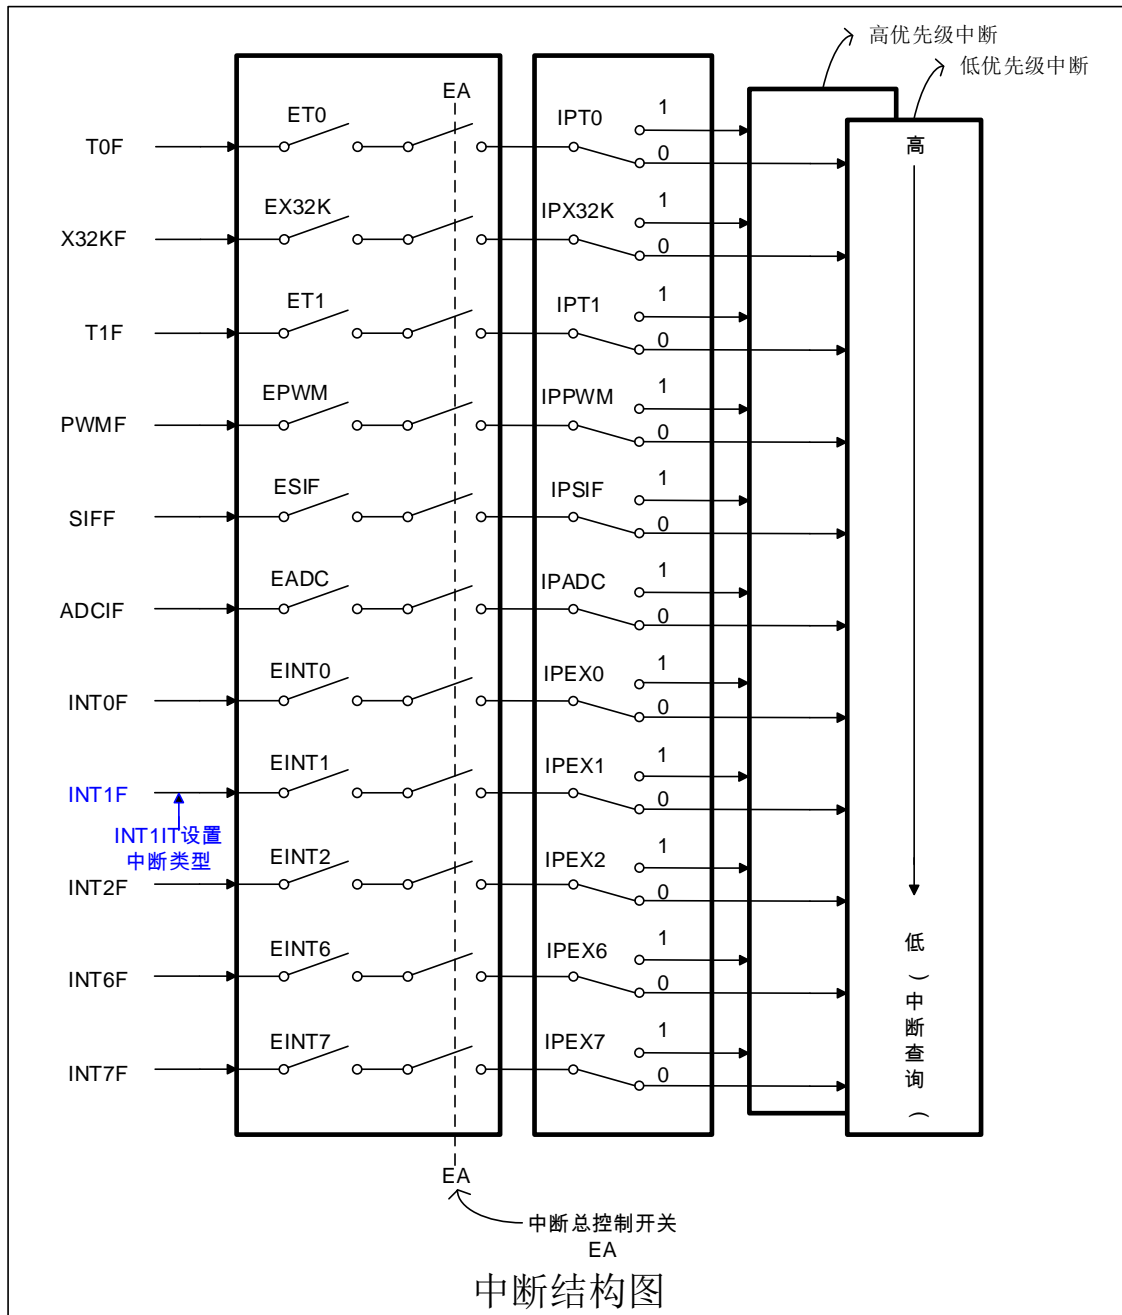 高优先级中断
低优先级中断
EA
T0F
ET0
IPT0
1
0
高
X32KF
EX32K
IPX32K
1
0
T1F
ET1
IPT1
1
0
PWMF
EPWM
IPPWM
1
0
SIFF
ESIF
IPSIF
1
0
ADCIF
EADC
IPADC
1
0
INT0F
EINT0
IPEX0
1
0
INT1F
EINT1
IPEX1
1
0
INT1IT设置
中断类型
INT2F
EINT2
IPEX2
1
0
INT6F
EINT6
IPEX6
1
0
INT7F
EINT7
IPEX7
1
0
低(中断查询)
EA
中断总控制开关
EA
中断结构图